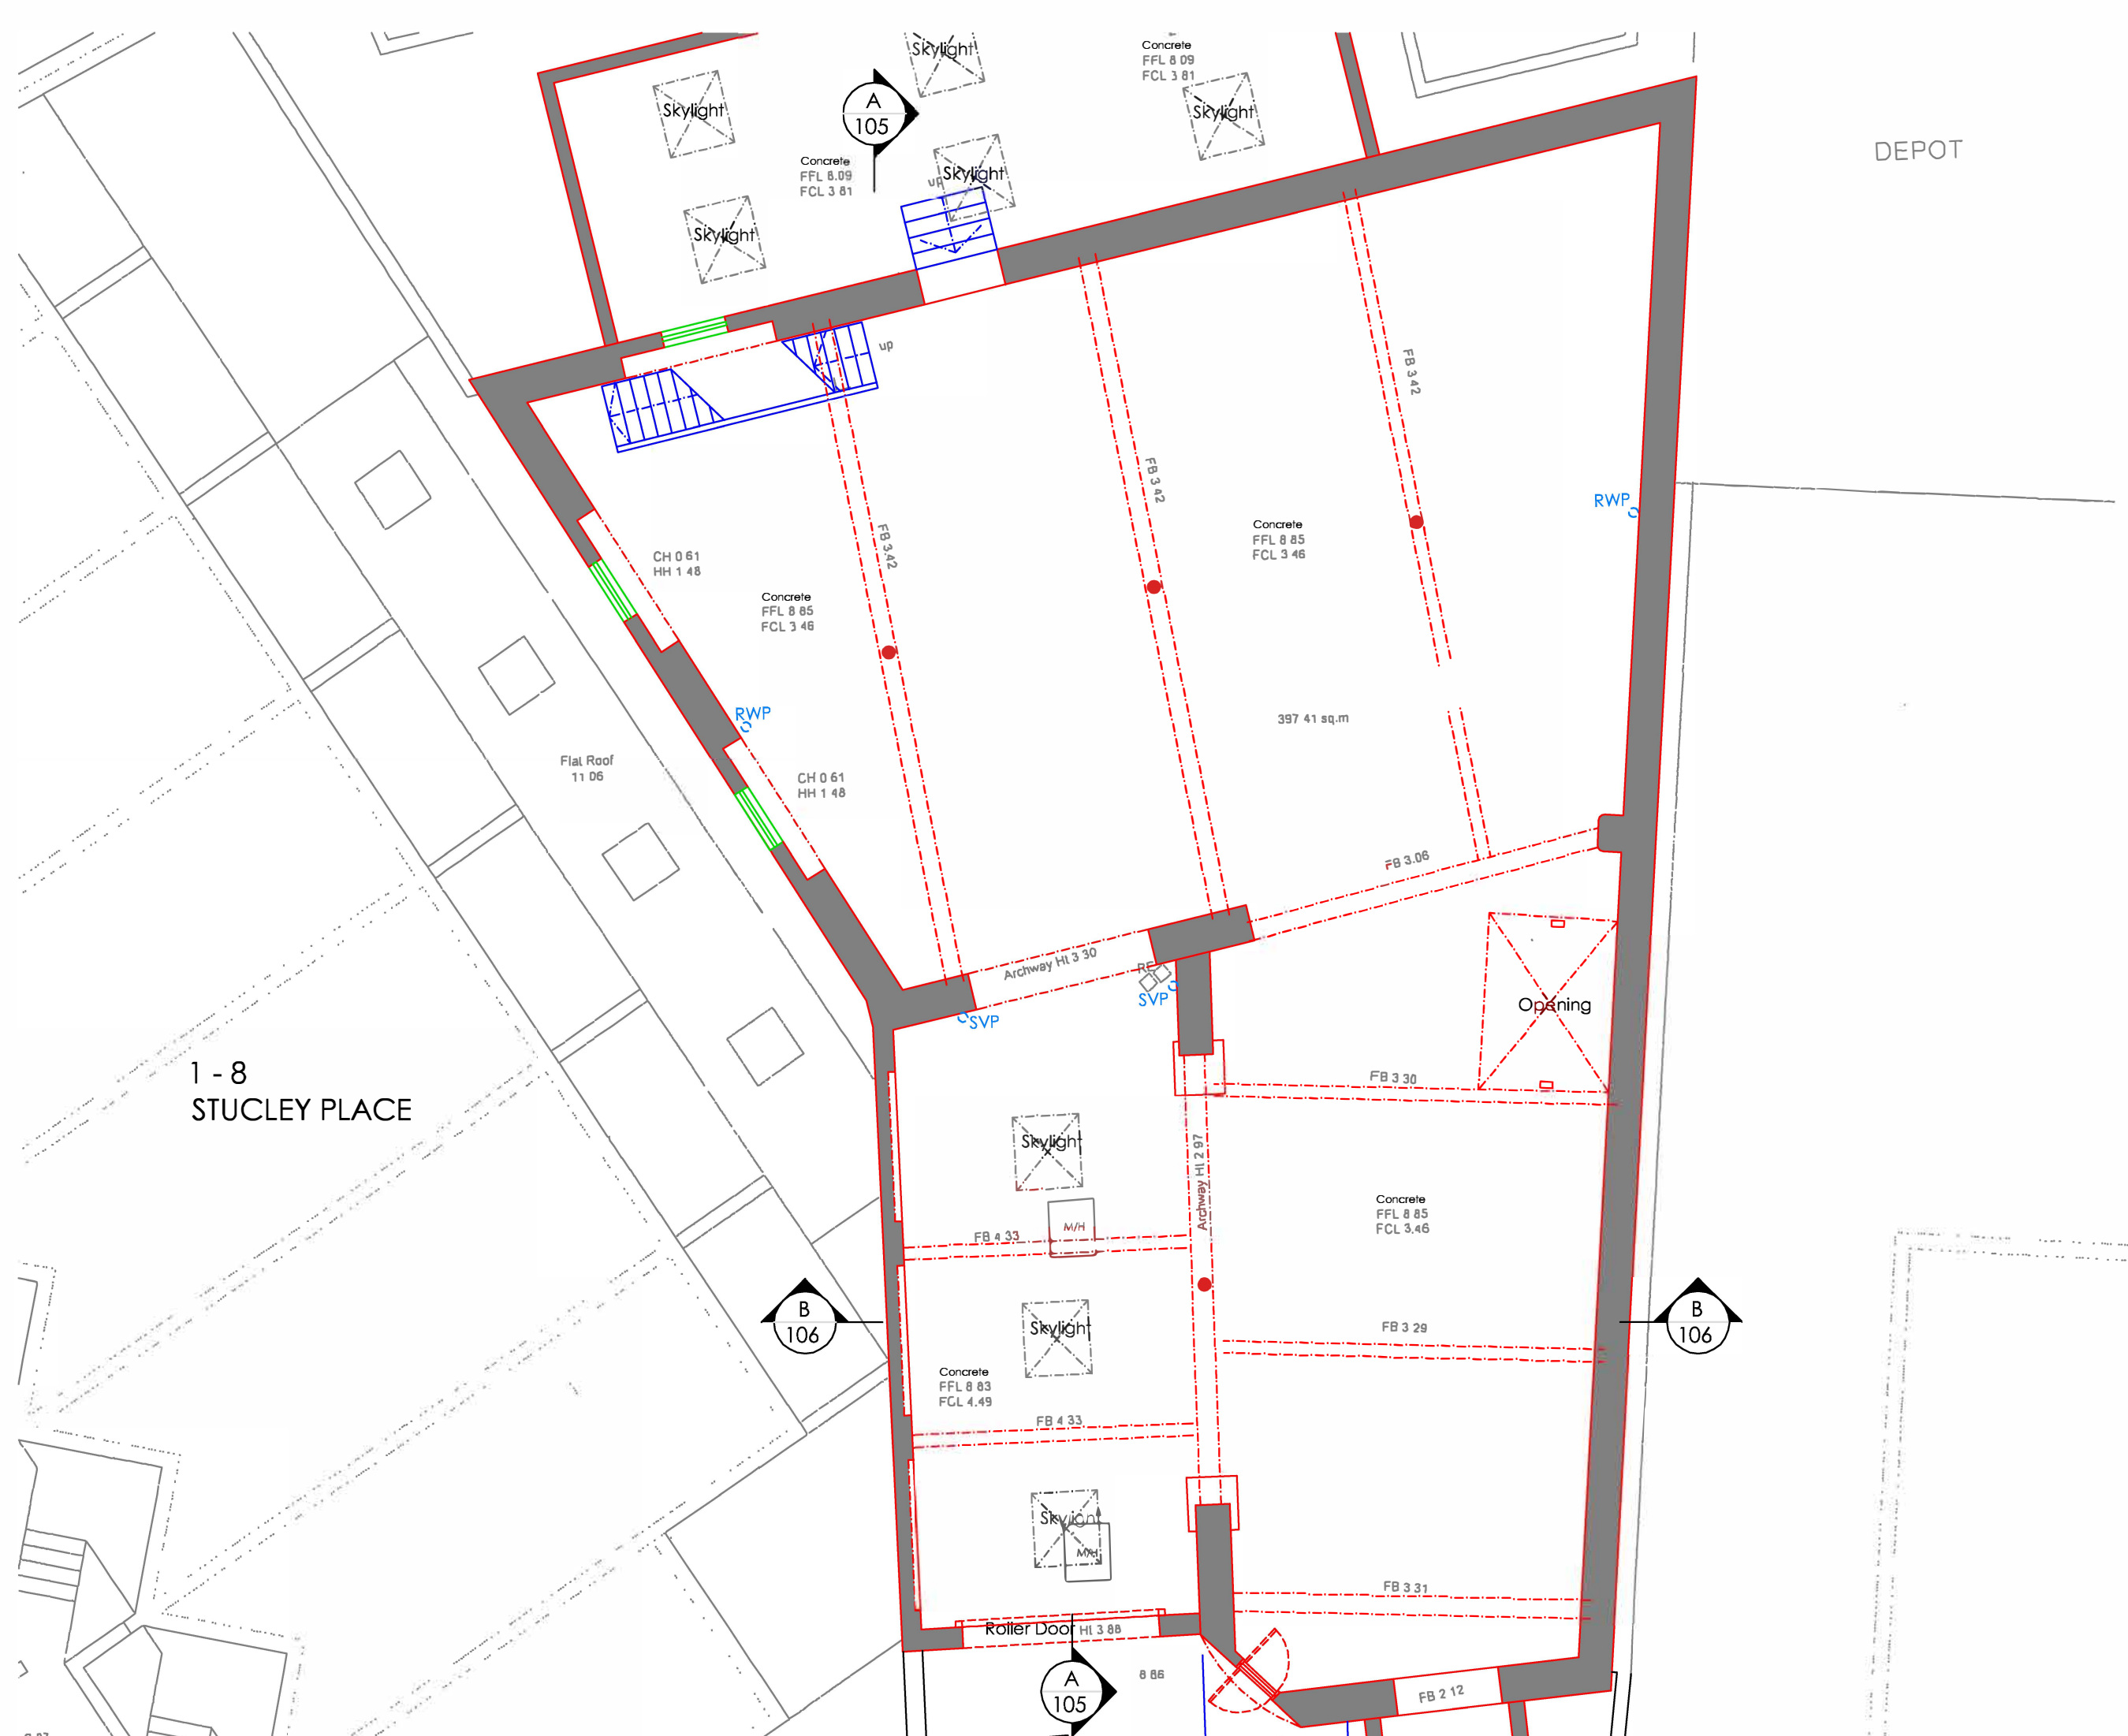 Skylight
Concrete
FFL 8 09
FCL 3 81
Skylight
Skylight
A
105
Concrete
FFL 8.09
FCL 3 81
Skylight
up
Skylight
DEPOT
up
FB 3 42
FB 3 42
FB 3.42
RWP
Concrete
FFL 8 85
FCL 3 46
CH 0 61
HH 1 48
Concrete
FFL 8 85
FCL 3 46
RWP
397 41 sq.m
Flat Roof
11 06
CH 0 61
HH 1 48
FB 3.06
Archway Ht 3 30
RE
SVP
SVP
Opening
1 - 8
STUCLEY PLACE
FB 3 30
Skylight
Archway Ht 2 97
M/H
FB 4 33
Concrete
FFL 8 85
FCL 3.46
B
106
Skylight
FB 3 29
B
106
Concrete
FFL 8 83
FCL 4.49
FB 4 33
Skylight
M/H
FB 3 31
Roller Door Ht 3 88
8 86
A
105
FB 2 12